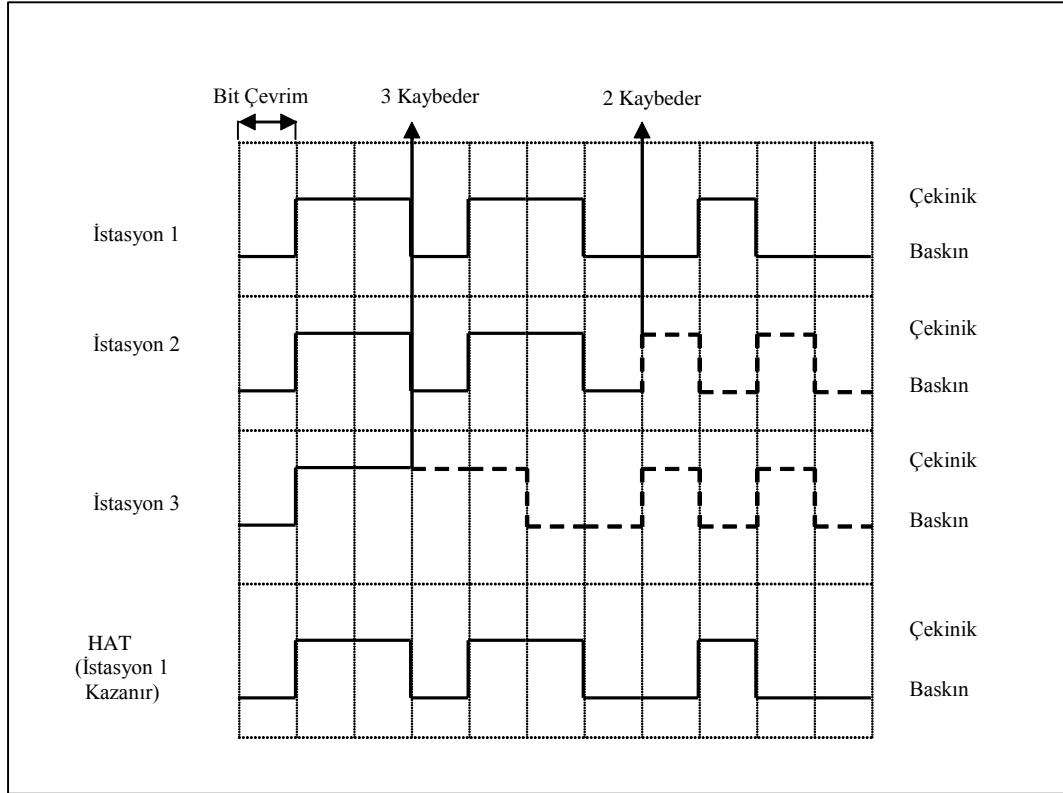 Bit Çevrim
3 Kaybeder
2 Kaybeder
İstasyon 1
Çekinik
Baskın
İstasyon 2
Çekinik
Baskın
İstasyon 3
Çekinik
Baskın
HAT
(İstasyon 1
Kazanır)
Çekinik
Baskın